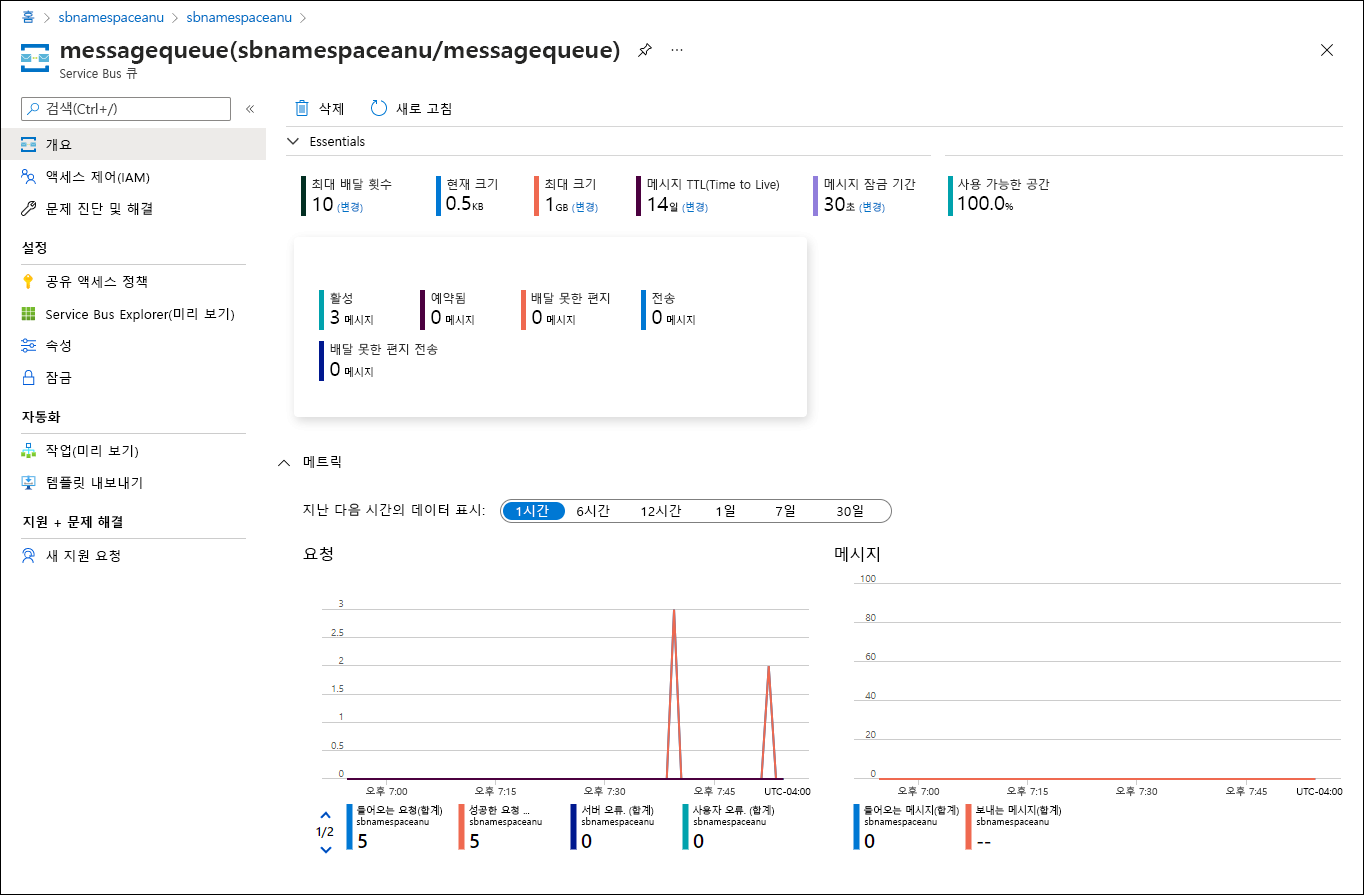 홈 > sbnamespaceanu > sbnamespaceanu >
messagequeue(sbnamespaceanu/messagequeue) ...
Service Bus 큐
검색(Ctrl+/) «
개요
액세스 제어(IAM)
문제 진단 및 해결
설정
공유 액세스 정책
Service Bus Explorer(미리 보기)
속성
잠금
자동화
작업(미리 보기)
템플릿 내보내기
지원 + 문제 해결
새 지원 요청
삭제 새로 고침
Essentials
최대 배달 횟수 현재 크기 최대 크기 메시지 TTL(Time to Live) 메시지 잠금 기간 사용 가능한 공간
10 (변경) 0.5KB 1GB (변경) 14일 (변경) 30초 (변경) 100.0%
활성 예약됨 배달 못한 편지 전송
3 메시지 0 메시지 0 메시지 0 메시지
배달 못한 편지 전송
0 메시지
메트릭
지난 다음 시간의 데이터 표시: 1시간 6시간 12시간 1일 7일 30일
요청
3
2.5
2
1.5
1
0.5
0
오후 7:00 오후 7:15 오후 7:30 오후 7:45 UTC-04:00
1/2
들어오는 요청(합계) 성공한 요청 ... 서버 오류. (합계) 사용자 오류. (합계)
sbnamespaceanu sbnamespaceanu sbnamespaceanu sbnamespaceanu
5 5 0 0
메시지
100
80
60
40
20
0
오후 7:00 오후 7:15 오후 7:30 오후 7:45 UTC-04:00
들어오는 메시지(합계) 보내는 메시지(합계)
sbnamespaceanu sbnamespaceanu
0 --